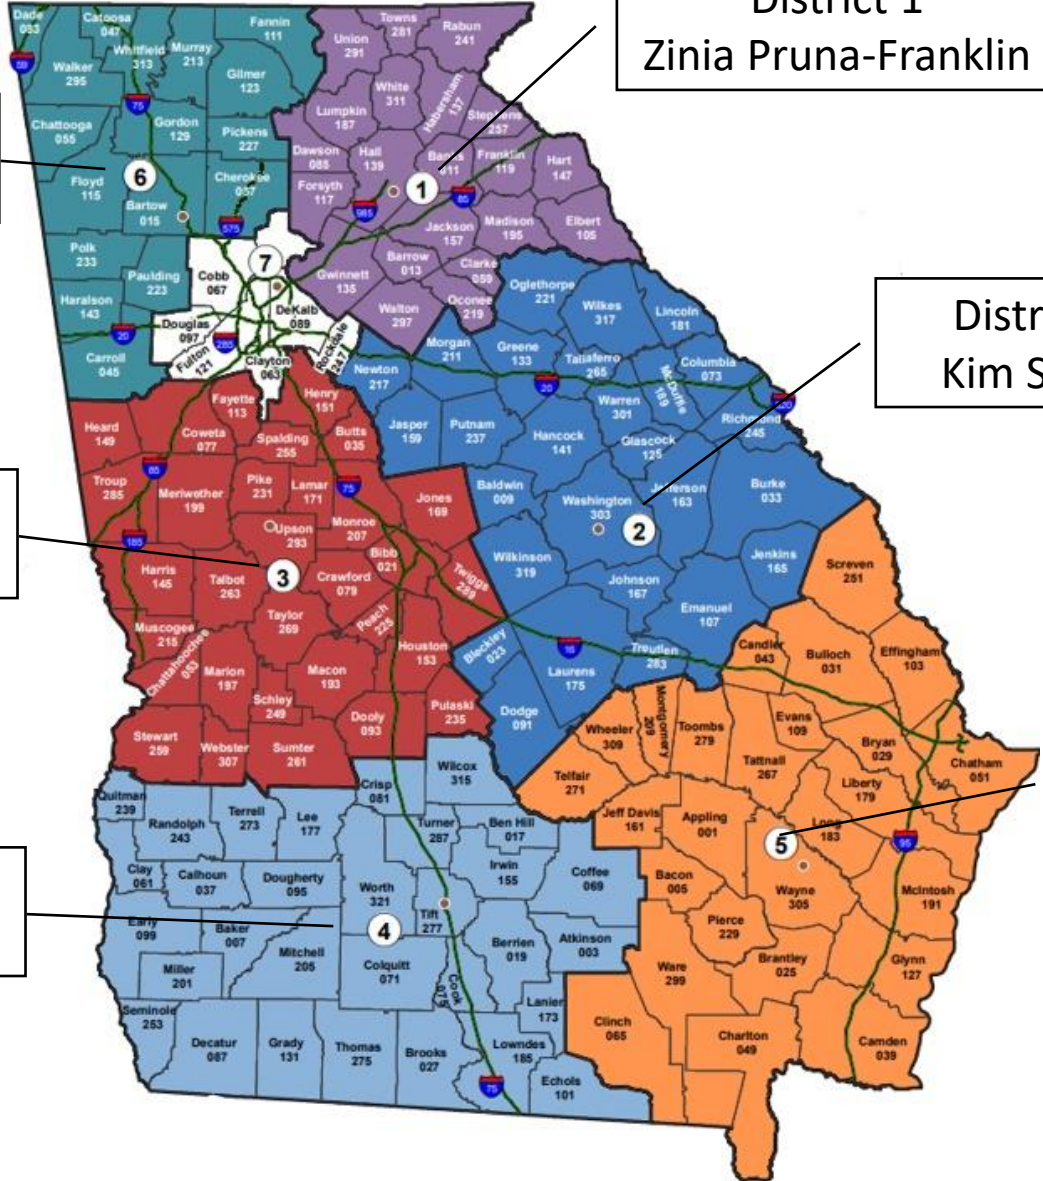 District 1
Zinia Pruna-Franklin
Distr
Kim S
Dade
083
Catoosa
047
Whitfield
313
Walker
295
Murray
213
Fannin
111
Gilmer
123
Chattooga
055
Gordon
129
Pickens
227
Floyd
115
Bartow
015
Cherokee
057
Polk
233
Paulding
223
Haralson
143
Carroll
045
59
75
575
20
6
Union
291
Towns
281
Rabun
241
White
311
Habersham
137
Lumpkin
187
Stephens
257
Dawson
085
Hall
139
Banks
011
Franklin
119
Hart
147
Forsyth
117
Jackson
157
Madison
195
Elbert
105
Gwinnett
135
Barrow
013
Clarke
059
Walton
297
Oconee
219
985
85
1
7
Cobb
067
DeKalb
089
Douglas
097
Fulton
121
Clayton
063
Rockdale
247
285
Oglethorpe
221
Wilkes
317
Lincoln
181
Morgan
211
Greene
133
Taliaferro
265
Columbia
073
McDuffie
189
Newton
217
Warren
301
Richmond
245
Jasper
159
Putnam
237
Hancock
141
Glascock
125
Baldwin
009
Washington
303
Jefferson
163
Burke
033
Wilkinson
319
Johnson
167
Jenkins
165
Emanuel
107
Bleckley
023
Laurens
175
Treutlen
283
Dodge
091
20
520
16
2
Heard
149
Fayette
113
Henry
151
Coweta
077
Spalding
255
Butts
035
Troup
285
Meriwether
199
Pike
231
Lamar
171
Jones
169
Upson
293
Monroe
207
Bibb
021
Twiggs
289
Harris
145
Talbot
263
Crawford
079
Peach
225
Taylor
269
Houston
153
Muscogee
215
Chattahoochee
053
Marion
197
Macon
193
Schley
249
Dooly
093
Pulaski
235
Stewart
259
Webster
307
Sumter
261
85
185
75
3
Wilcox
315
Crisp
081
Quitman
239
Randolph
243
Terrell
273
Lee
177
Turner
287
Ben Hill
017
Irwin
155
Coffee
069
Clay
061
Calhoun
037
Dougherty
095
Worth
321
Tift
277
Early
099
Baker
007
Mitchell
205
Berrien
019
Atkinson
003
Miller
201
Colquitt
071
Cook
075
Lanier
173
Seminole
253
Decatur
087
Grady
131
Thomas
275
Brooks
027
Lowndes
185
Echols
101
75
4
Screven
251
Candler
043
Bulloch
031
Effingham
103
Wheeler
309
Montgomery
209
Toombs
279
Evans
109
Bryan
029
Chatham
051
Tattnall
267
Liberty
179
Telfair
271
Jeff Davis
161
Appling
001
Long
183
Bacon
005
Wayne
305
McIntosh
191
Pierce
229
Brantley
025
Glynn
127
Ware
299
Clinch
065
Charlton
049
Camden
039
95
5